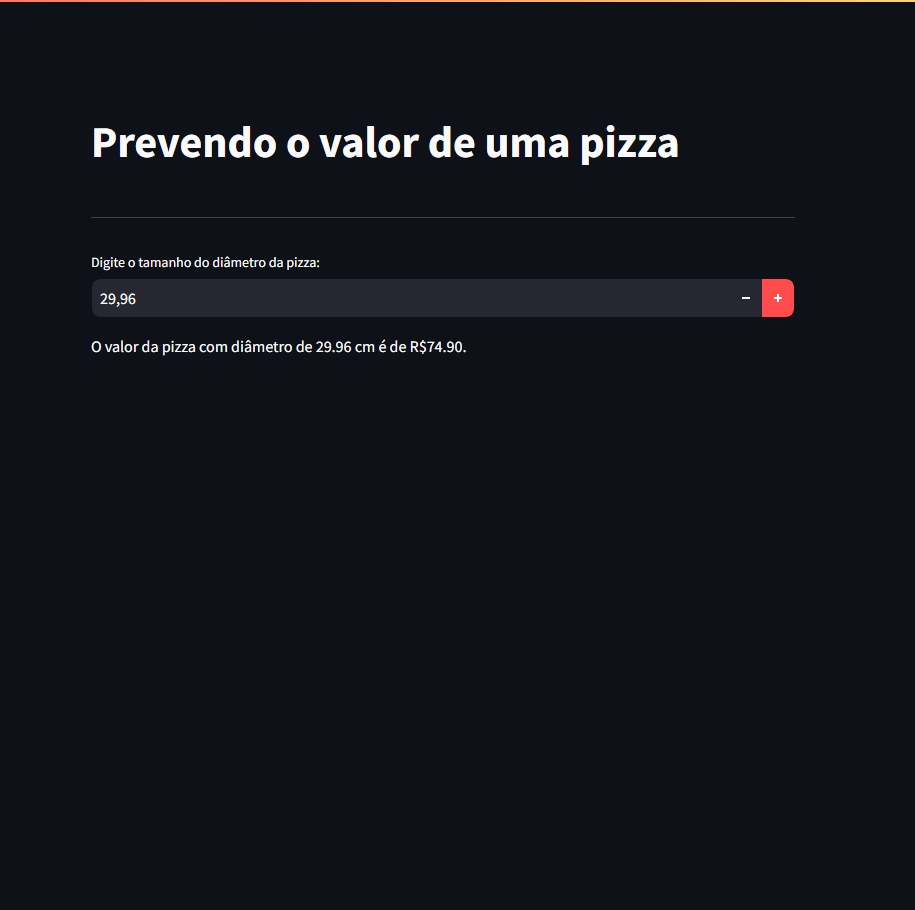 Prevendo o valor de uma pizza
Digite o tamanho do diâmetro da pizza:
29,96
O valor da pizza com diâmetro de 29.96 cm é de R$74.90.